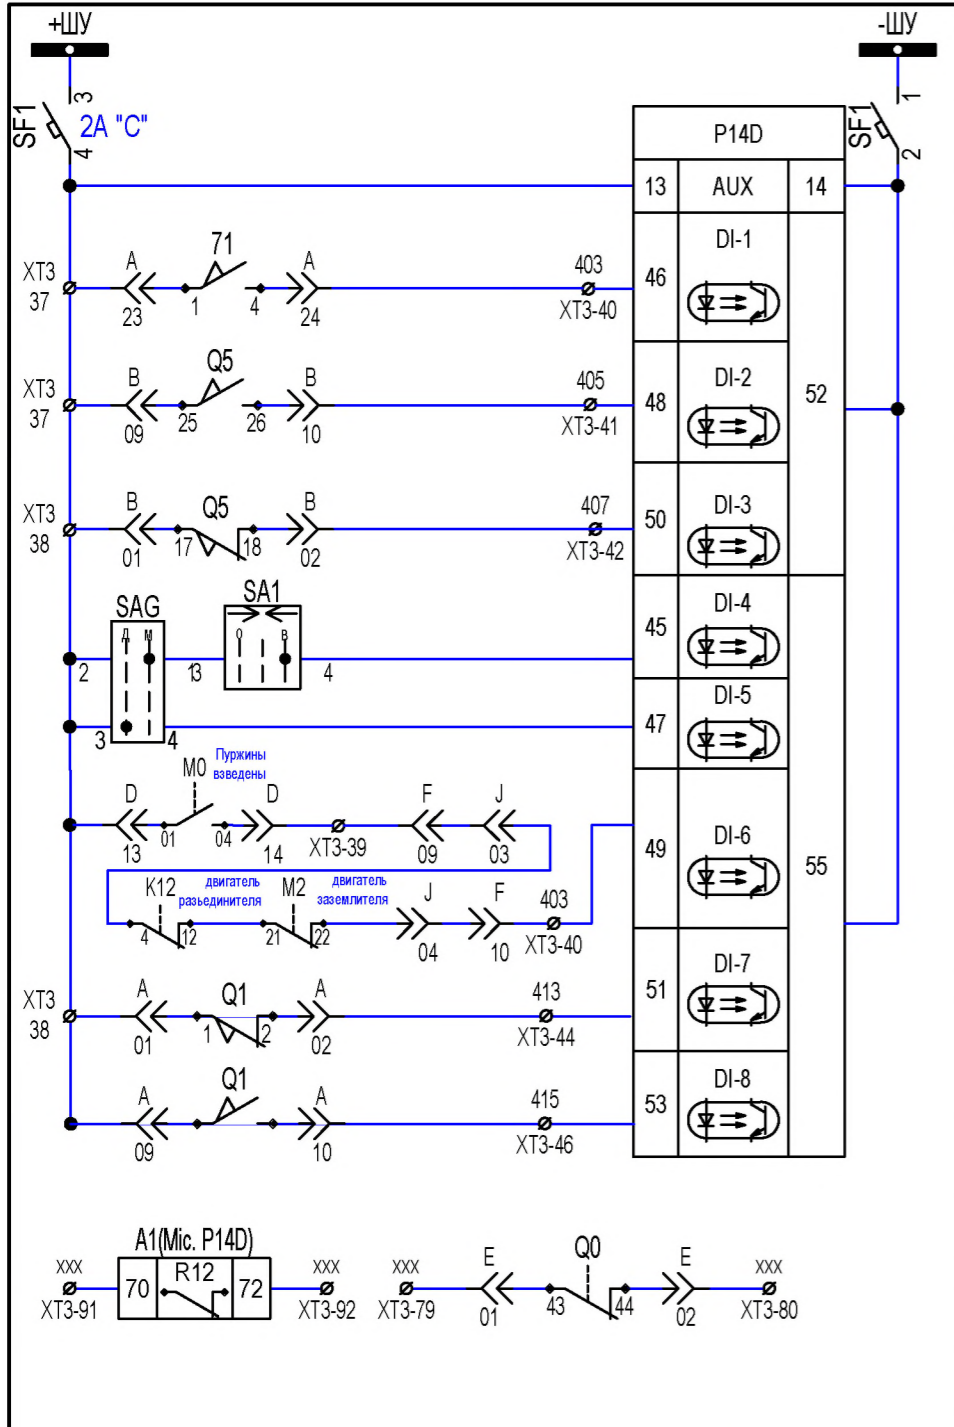 +ШУ
-ШУ
SF1
3
4
2A "C"
SF1
1
2
P14D
13 AUX 14
XT3
37
A
23
71
1 4
A
24
403
XT3-40
46
DI-1
XT3
37
B
09
Q5
25 26
B
10
405
XT3-41
48
DI-2
52
XT3
38
B
01
Q5
17 18
B
02
407
XT3-42
50
DI-3
SAG
Д М
2
3 4
SA1
О В
13 4
45
DI-4
47
DI-5
D
13
M0
Пуржины
взведены
01 04
D
14
XT3-39
F
09
J
03
49
DI-6
55
K12
4 12
двигатель
разьединителя
M2
21 22
двигатель
заземлителя
J
04
F
10
403
XT3-40
XT3
38
A
01
Q1
1 2
A
02
413
XT3-44
51
DI-7
A
09
Q1
A
10
415
XT3-46
53
DI-8
A1(Mic. P14D)
xxx
XT3-91
70 R12 72
xxx
XT3-92
xxx
XT3-79
E
01
Q0
43 44
E
02
xxx
XT3-80